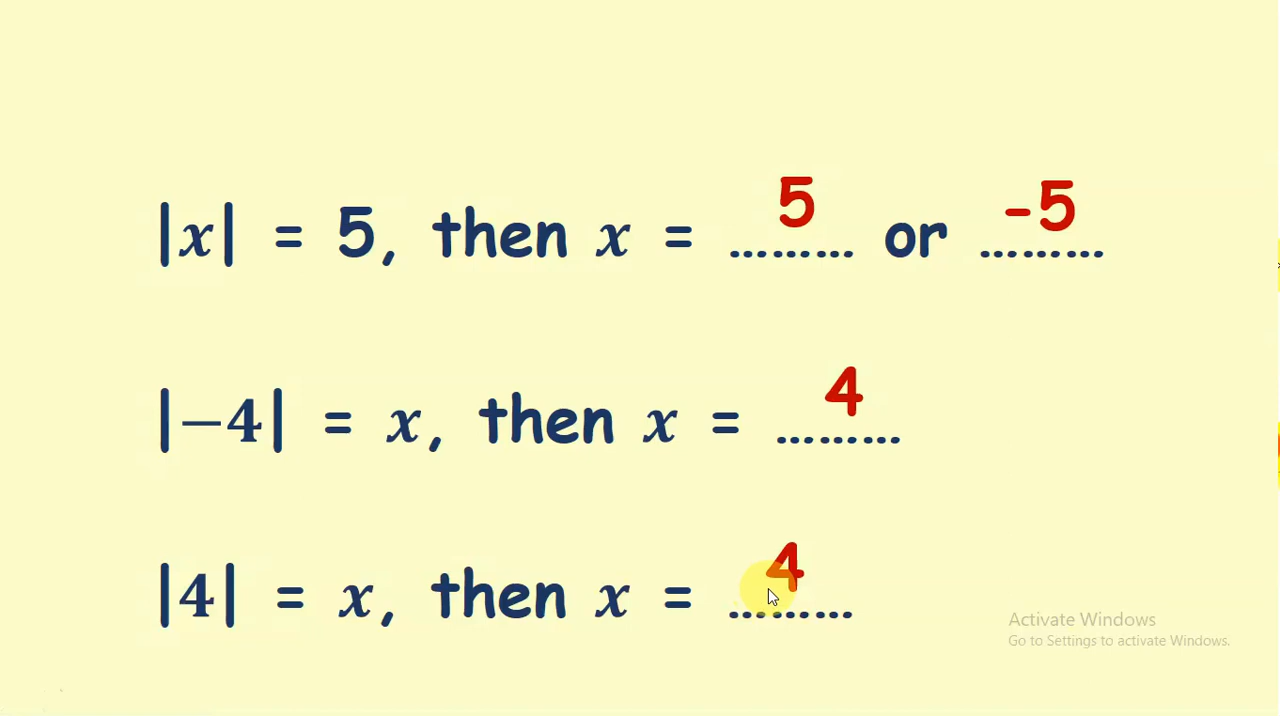 |x| = 5, then x = ...5... or ...-5...
|−4| = x, then x = ...4...
|4| = x, then x = ...4...
Activate Windows
Go to Settings to activate Windows.